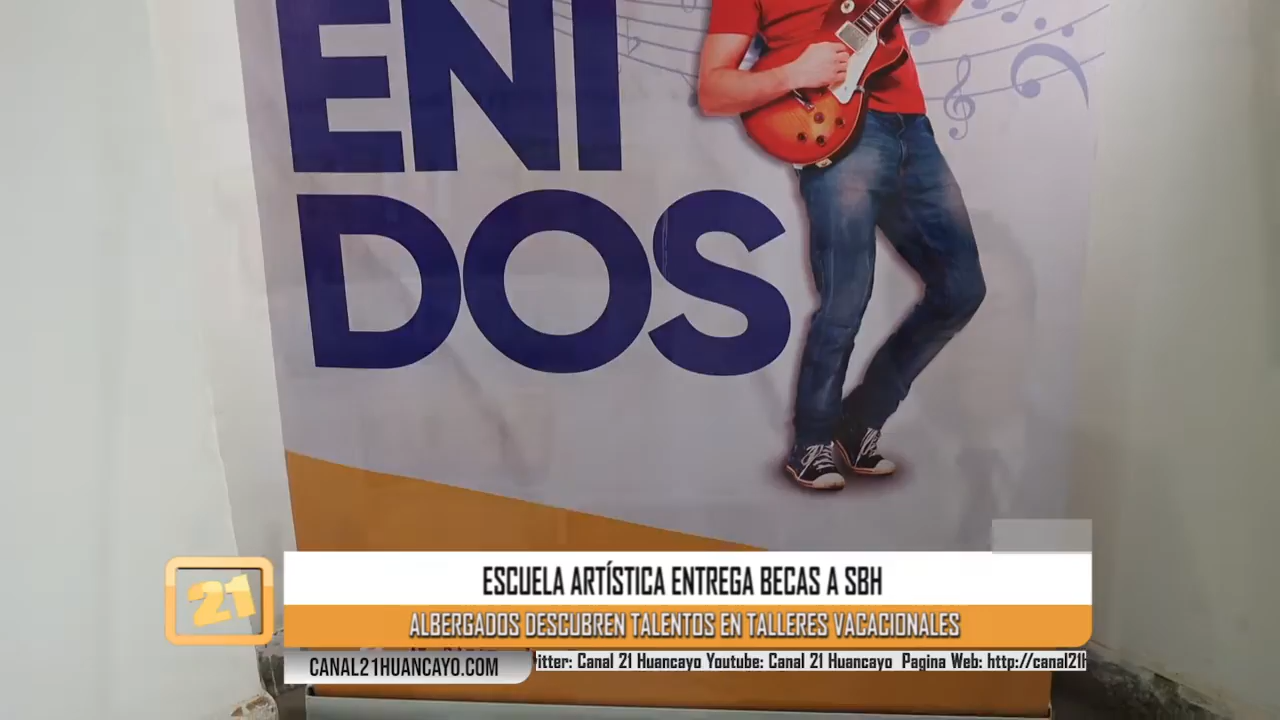 ENI
DOS
21
ESCUELA ARTÍSTICA ENTREGA BECAS A SBH
ALBERGADOS DESCUBREN TALENTOS EN TALLERES VACACIONALES
CANAL21HUANCAYO.COM
itter: Canal 21 Huancayo Youtube: Canal 21 Huancayo Pagina Web: http://canal21h